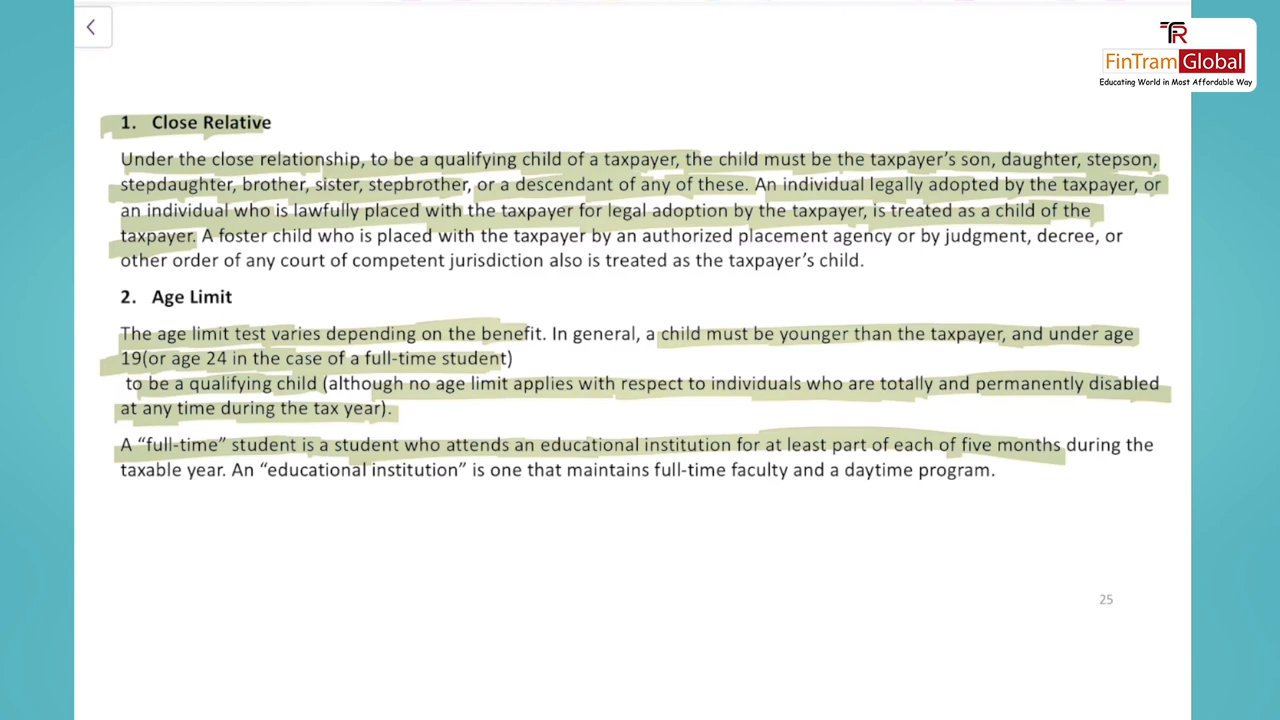 TR
FinTram Global
Educating World in Most Affordable Way
1. Close Relative
Under the close relationship, to be a qualifying child of a taxpayer, the child must be the taxpayer’s son, daughter, stepson,
stepdaughter, brother, sister, stepbrother, or a descendant of any of these. An individual legally adopted by the taxpayer, or
an individual who is lawfully placed with the taxpayer for legal adoption by the taxpayer, is treated as a child of the
taxpayer. A foster child who is placed with the taxpayer by an authorized placement agency or by judgment, decree, or
other order of any court of competent jurisdiction also is treated as the taxpayer’s child.
2. Age Limit
The age limit test varies depending on the benefit. In general, a child must be younger than the taxpayer, and under age
19(or age 24 in the case of a full-time student)
to be a qualifying child (although no age limit applies with respect to individuals who are totally and permanently disabled
at any time during the tax year).
A “full-time” student is a student who attends an educational institution for at least part of each of five months during the
taxable year. An “educational institution” is one that maintains full-time faculty and a daytime program.
25